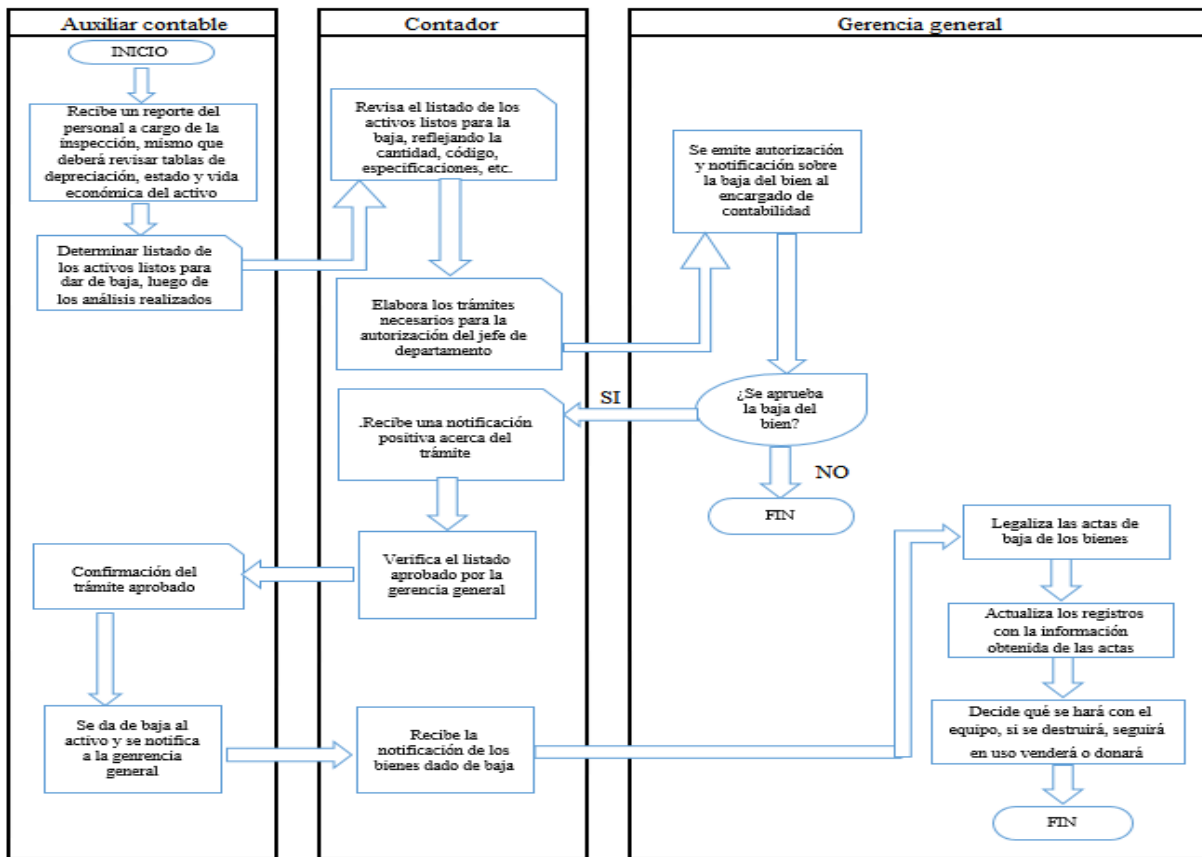 Auxiliar contable
INICIO
Recibe un reporte del
personal a cargo de la
inspección, mismo que
deberá revisar tablas de
depreciación, estado y vida
económica del activo
Determinar listado de
los activos listos para
dar de baja, luego de
los análisis realizados
Confirmación del
trámite aprobado
Se da de baja al
activo y se notifica
a la genrencia
general
Contador
Revisa el listado de los
activos listos para la
baja, reflejando la
cantidad, código,
especificaciones, etc.
Elabora los trámites
necesarios para la
autorización del jefe de
departamento
.Recibe una notificación
positiva acerca del
trámite
Verifica el listado
aprobado por la
gerencia general
Recibe la
notificación de los
bienes dado de baja
Gerencia general
Se emite autorización
y notificación sobre
la baja del bien al
encargado de
contabilidad
¿Se aprueba
la baja del
bien?
SI
NO
FIN
Legaliza las actas de
baja de los bienes
Actualiza los registros
con la información
obtenida de las actas
Decide qué se hará con el
equipo, si se destruirá, seguirá
en uso venderá o donará
FIN